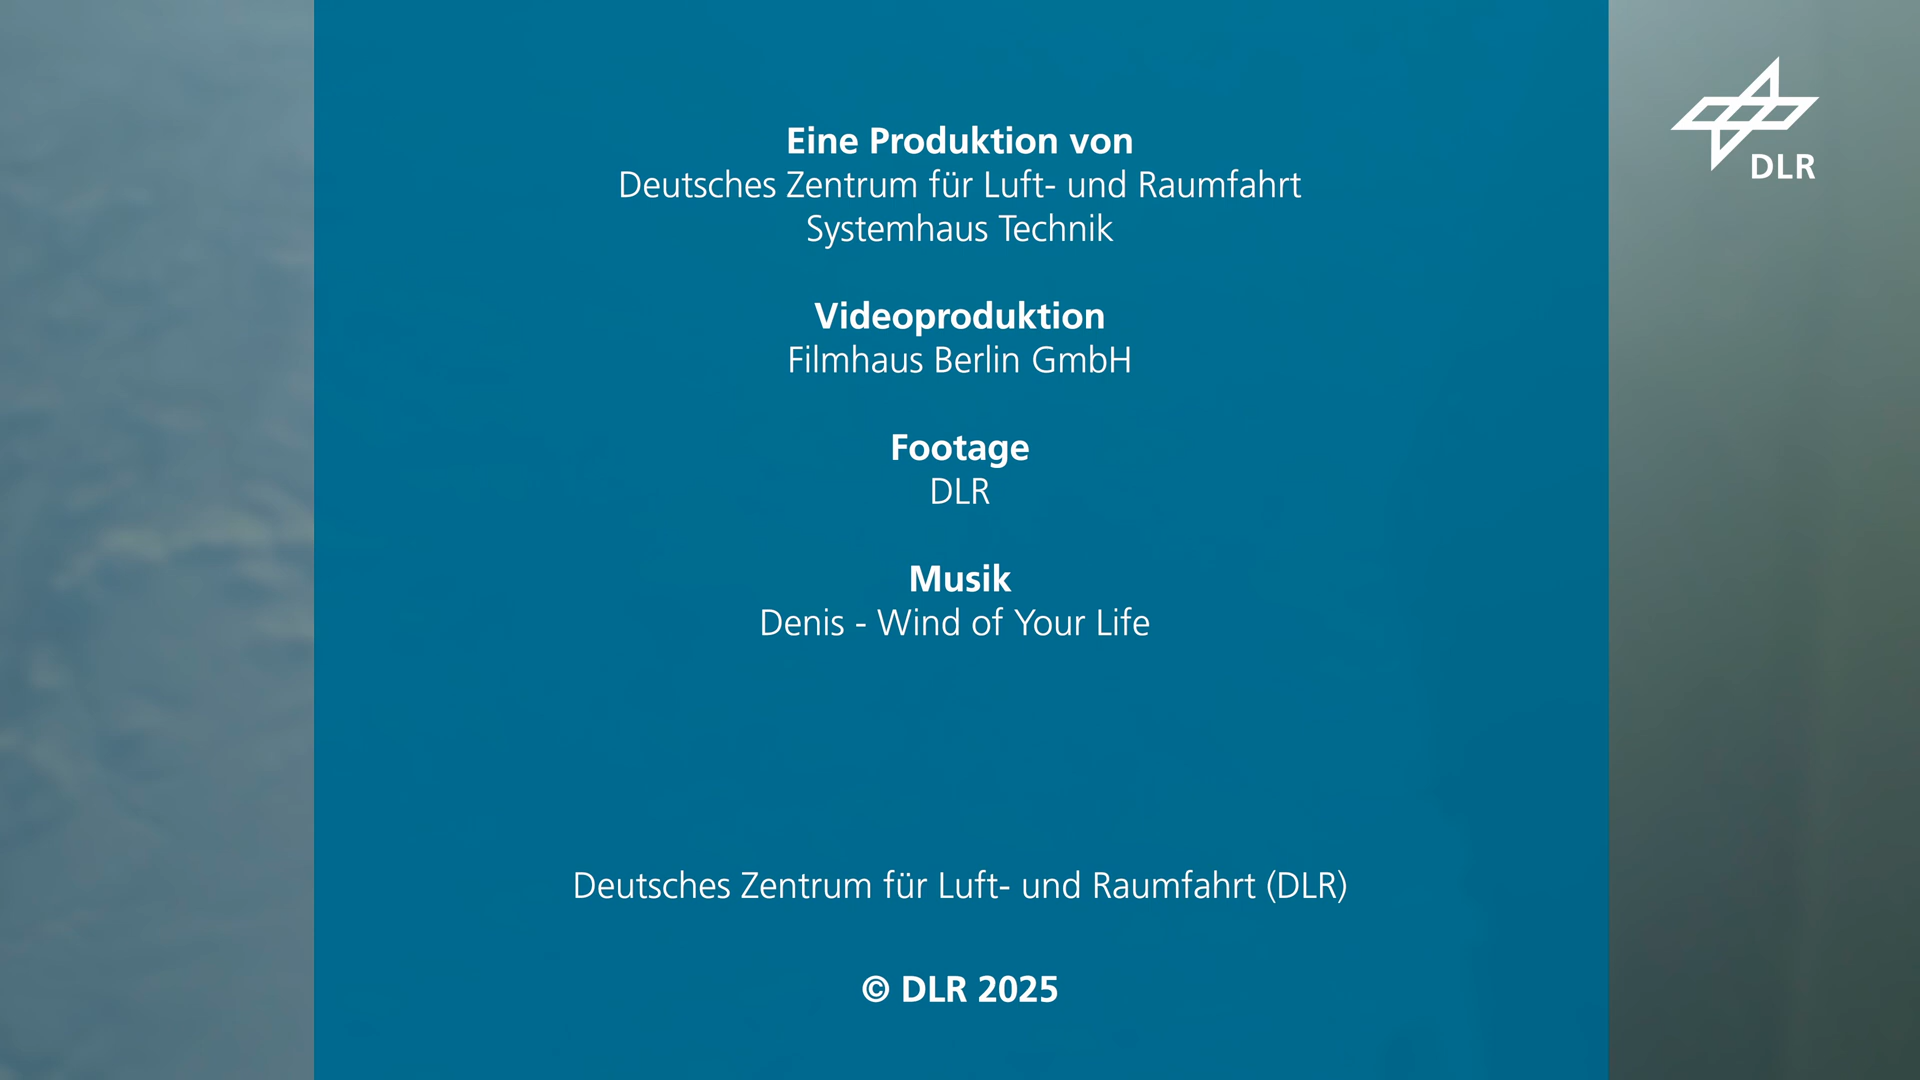 DLR
Eine Produktion von
Deutsches Zentrum für Luft- und Raumfahrt
Systemhaus Technik
Videoproduktion
Filmhaus Berlin GmbH
Footage
DLR
Musik
Denis - Wind of Your Life
Deutsches Zentrum für Luft- und Raumfahrt (DLR)
© DLR 2025